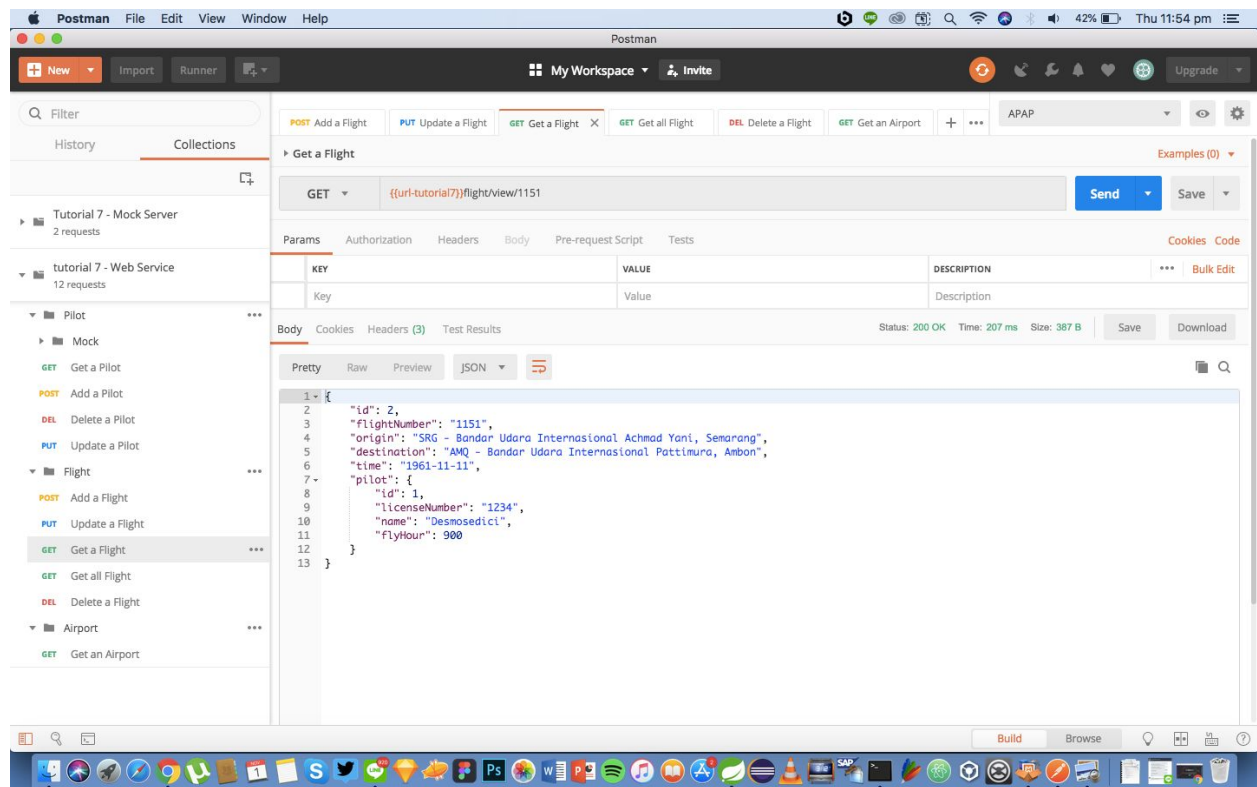 Postman File Edit View Window Help
42% Thu 11:54 pm
Postman
New Import Runner
My Workspace Invite
Upgrade
Filter
History Collections
Tutorial 7 - Mock Server
2 requests
tutorial 7 - Web Service
12 requests
Pilot
Mock
GET Get a Pilot
POST Add a Pilot
DEL Delete a Pilot
PUT Update a Pilot
Flight
POST Add a Flight
PUT Update a Flight
GET Get a Flight
GET Get all Flight
DEL Delete a Flight
Airport
GET Get an Airport
POST Add a Flight PUT Update a Flight GET Get a Flight GET Get all Flight DEL Delete a Flight GET Get an Airport
APAP
Get a Flight
Examples (0)
GET {{url-tutorial7}}flight/view/1151
Send Save
Params Authorization Headers Body Pre-request Script Tests
Cookies Code
KEY VALUE DESCRIPTION Bulk Edit
Key Value Description
Body Cookies Headers (3) Test Results
Status: 200 OK Time: 207 ms Size: 387 B Save Download
Pretty Raw Preview JSON
1 {
2 "id": 2,
3 "flightNumber": "1151",
4 "origin": "SRG - Bandar Udara Internasional Achmad Yani, Semarang",
5 "destination": "AMQ - Bandar Udara Internasional Pattimura, Ambon",
6 "time": "1961-11-11",
7 "pilot": {
8 "id": 1,
9 "licenseNumber": "1234",
10 "name": "Desmosedici",
11 "flyHour": 900
12 }
13 }
Build Browse